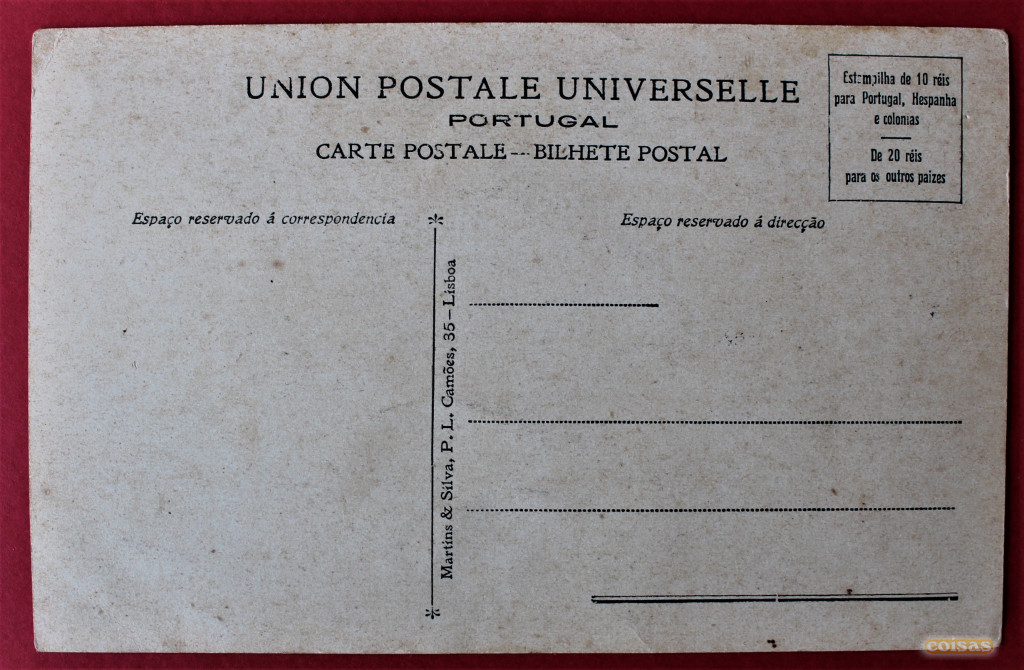 UNION POSTALE UNIVERSELLE
PORTUGAL
CARTE POSTALE--BILHETE POSTAL
Estampilha de 10 réis
para Portugal, Hespanha
e colonias
De 20 réis
para os outros paizes
Espaço reservado á correspondencia
Espaço reservado á direcção
Martins & Silva, P. L. Camões, 35 – Lisboa
coisas